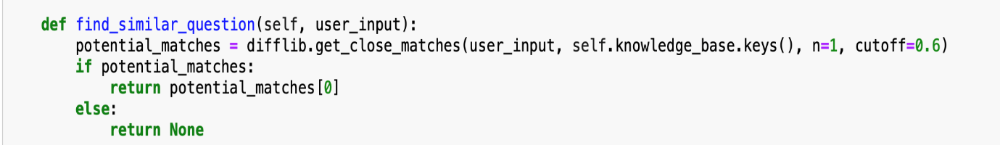 def find_similar_question(self, user_input):
    potential_matches = difflib.get_close_matches(user_input, self.knowledge_base.keys(), n=1, cutoff=0.6)
    if potential_matches:
        return potential_matches[0]
    else:
        return None